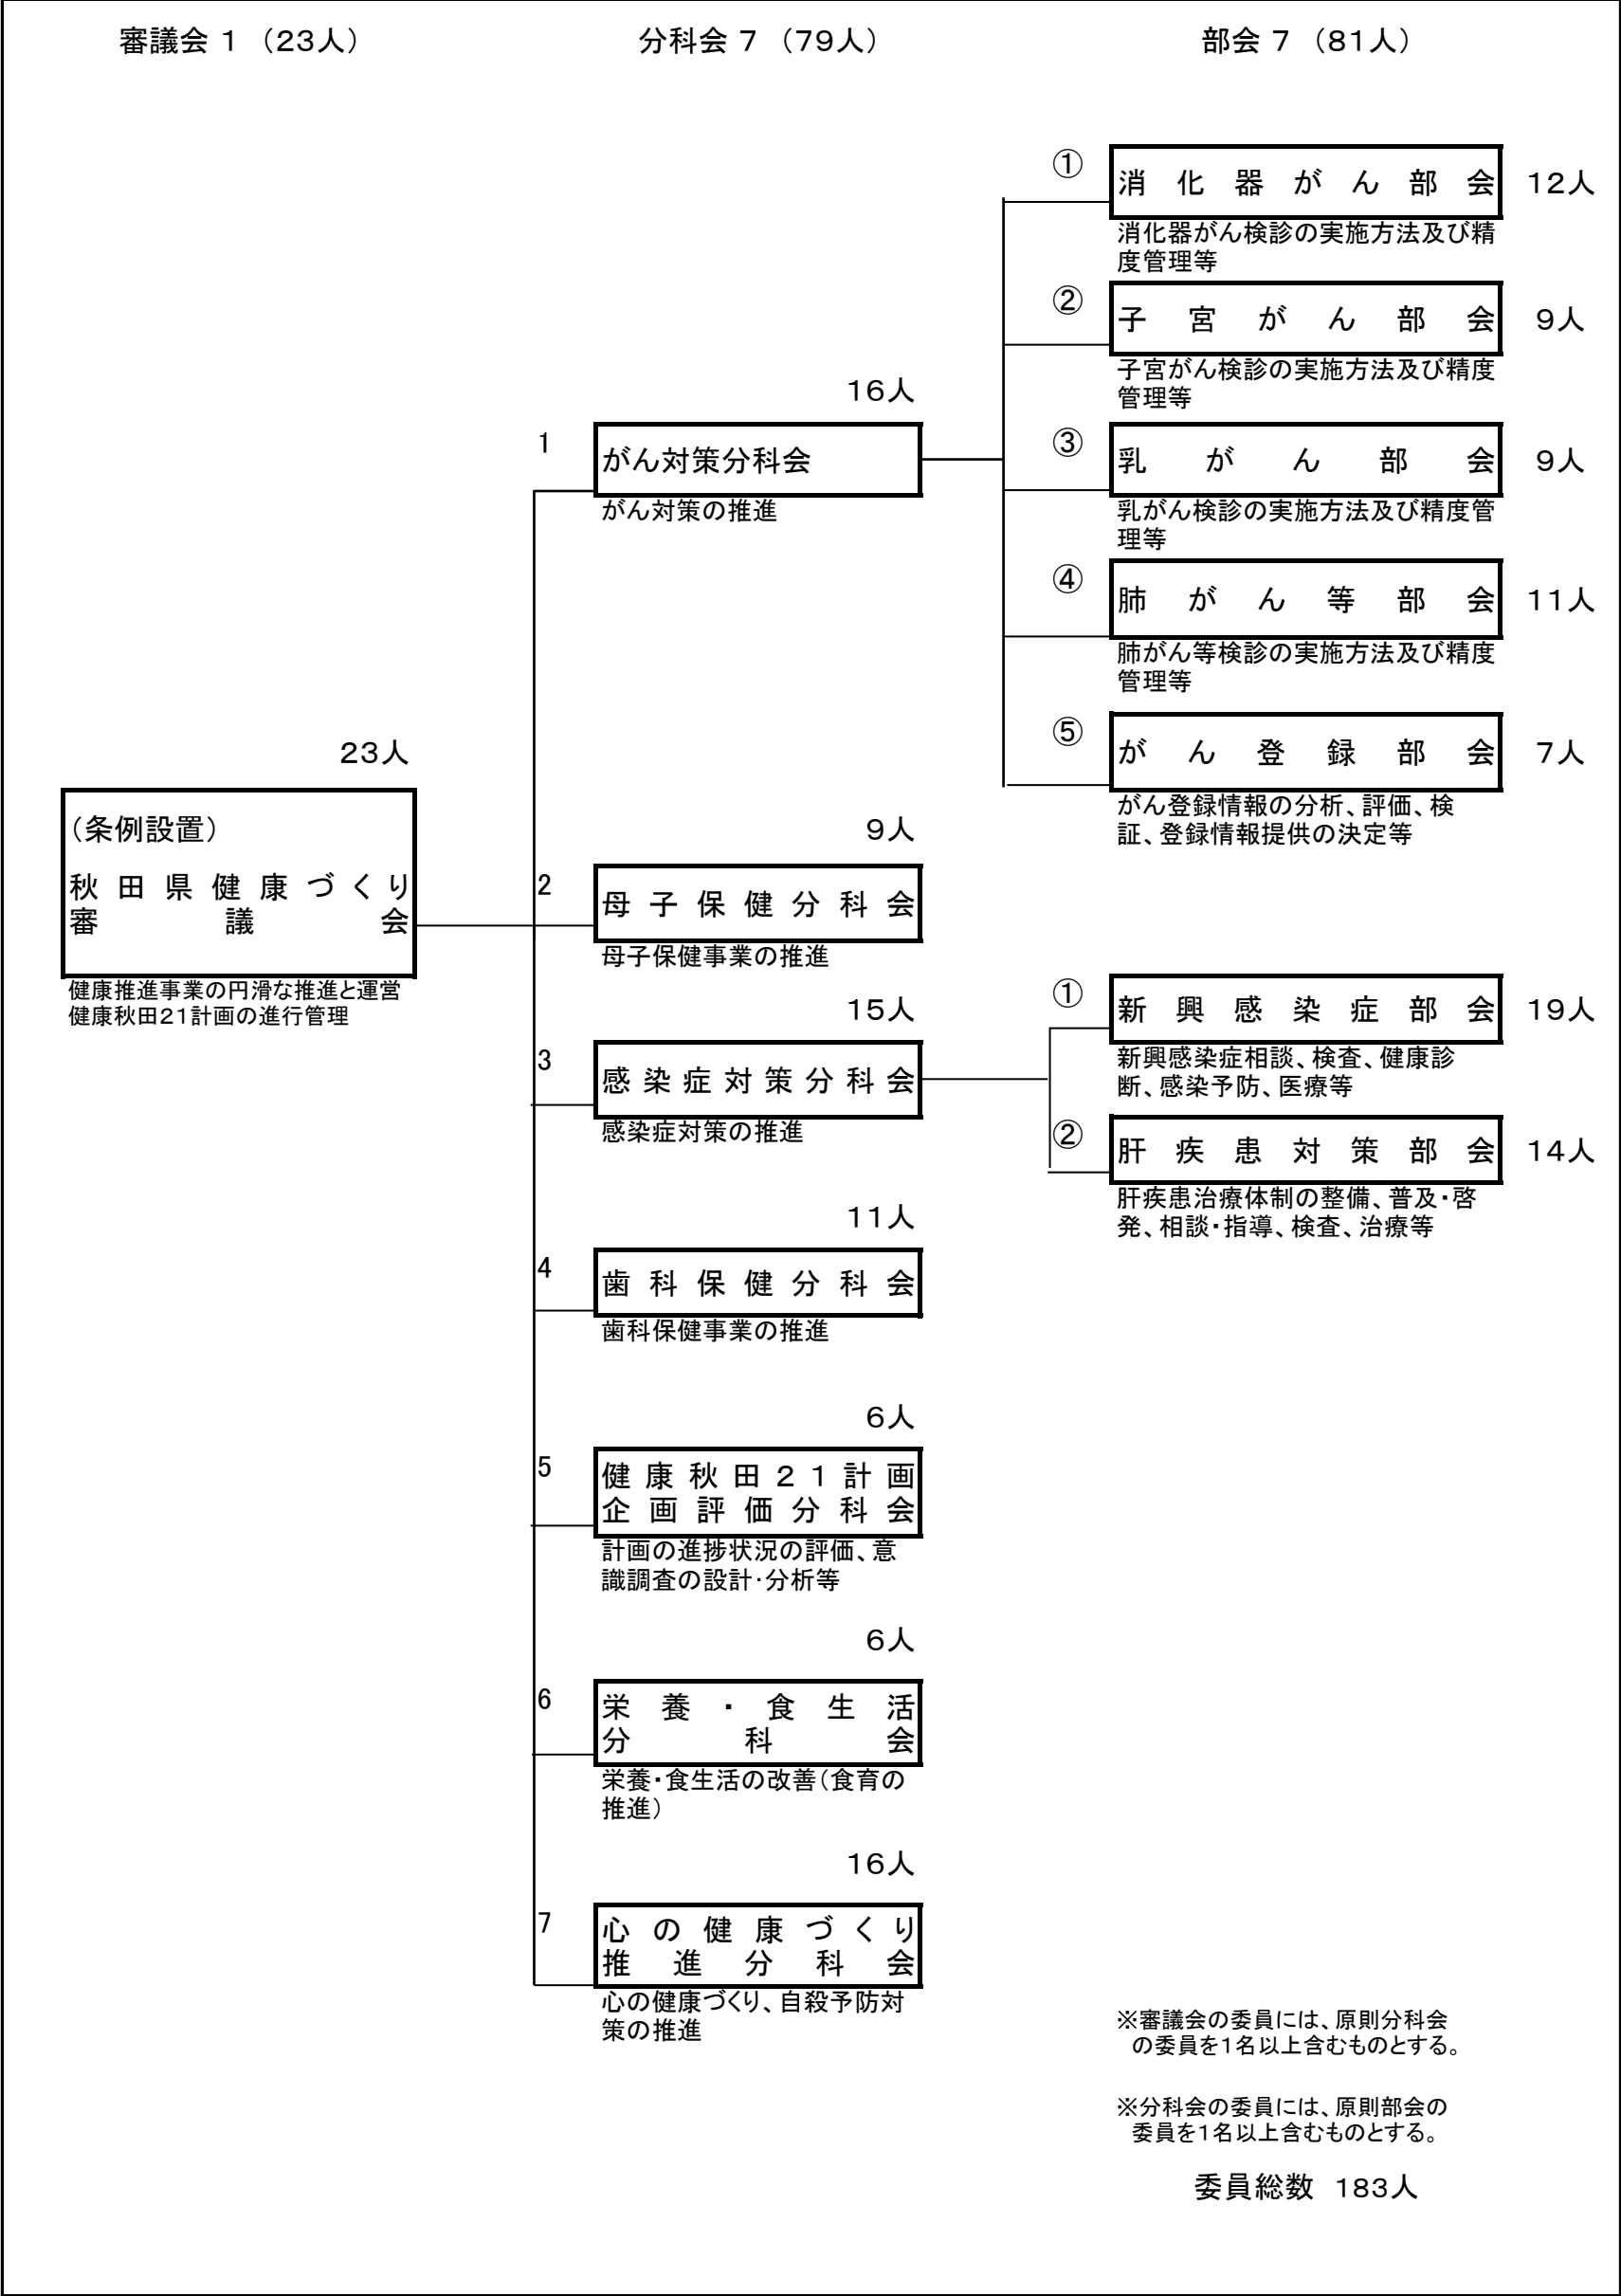 審議会 1 （23人）
分科会 7 （79人）
部会 7 （81人）
23人
（条例設置）
秋田県健康づくり
審議会
健康推進事業の円滑な推進と運営
健康秋田21計画の進行管理
16人
1
がん対策分科会
がん対策の推進
①
消化器がん部会
12人
消化器がん検診の実施方法及び精
度管理等
②
子宮がん部会
9人
子宮がん検診の実施方法及び精度
管理等
③
乳がん部会
9人
乳がん検診の実施方法及び精度管
理等
④
肺がん等部会
11人
肺がん等検診の実施方法及び精度
管理等
⑤
がん登録部会
7人
がん登録情報の分析、評価、検
証、登録情報提供の決定等
9人
2
母子保健分科会
母子保健事業の推進
15人
3
感染症対策分科会
感染症対策の推進
①
新興感染症部会
19人
新興感染症相談、検査、健康診
断、感染予防、医療等
②
肝疾患対策部会
14人
肝疾患治療体制の整備、普及・啓
発、相談・指導、検査、治療等
11人
4
歯科保健分科会
歯科保健事業の推進
6人
5
健康秋田21計画
企画評価分科会
計画の進捗状況の評価、意
識調査の設計・分析等
6人
6
栄養・食生活
分科会
栄養・食生活の改善（食育の
推進）
16人
7
心の健康づくり
推進分科会
心の健康づくり、自殺予防対
策の推進
※審議会の委員には、原則分科会
の委員を1名以上含むものとする。
※分科会の委員には、原則部会の
委員を1名以上含むものとする。
委員総数 183人